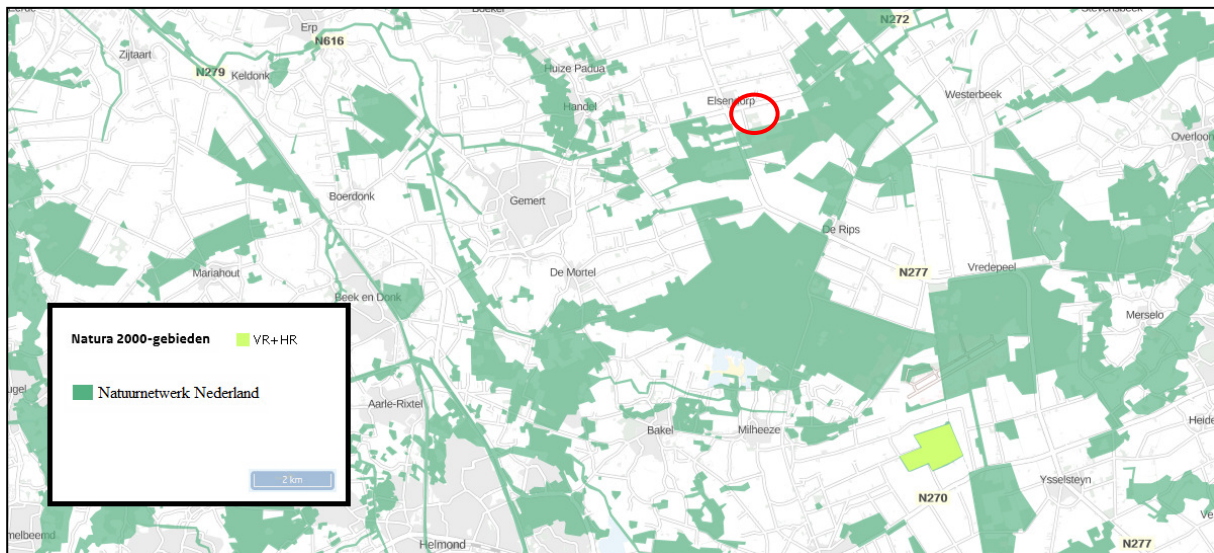 Boekel
N272
Stevensbeek
Erp
N616
Zijtaart
N279
Keldonk
Huize Padua
Handel
Elsendorp
Westerbeek
Overloon
Boerdonk
Gemert
De Rips
Mariahout
De Mortel
N277
Vredepeel
Beek en Donk
Merselo
Natura 2000-gebieden VR+HR
Natuurnetwerk Nederland
2 km
Aarle-Rixtel
Bakel
Milheeze
Heide
N270
Ysselsteyn
Helmond
N277